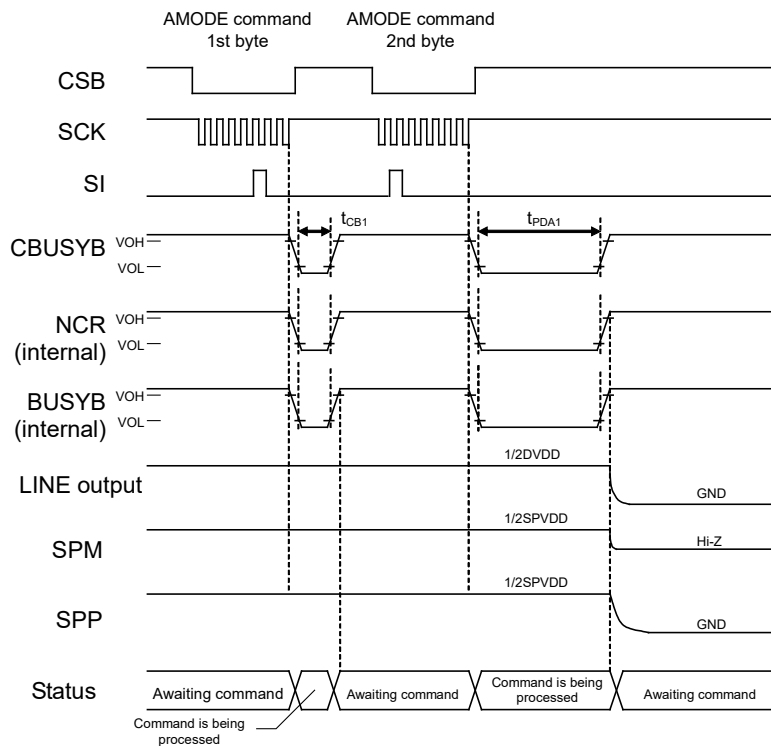 AMODE command
1st byte
AMODE command
2nd byte
CSB
SCK
SI
tCB1
tPDA1
CBUSYB
VOH
VOL
NCR
(internal)
VOH
VOL
BUSYB
(internal)
VOH
VOL
LINE output
1/2DVDD
GND
SPM
1/2SPVDD
Hi-Z
SPP
1/2SPVDD
GND
Status
Awaiting command
Command is being
processed
Awaiting command
Command is being
processed
Awaiting command